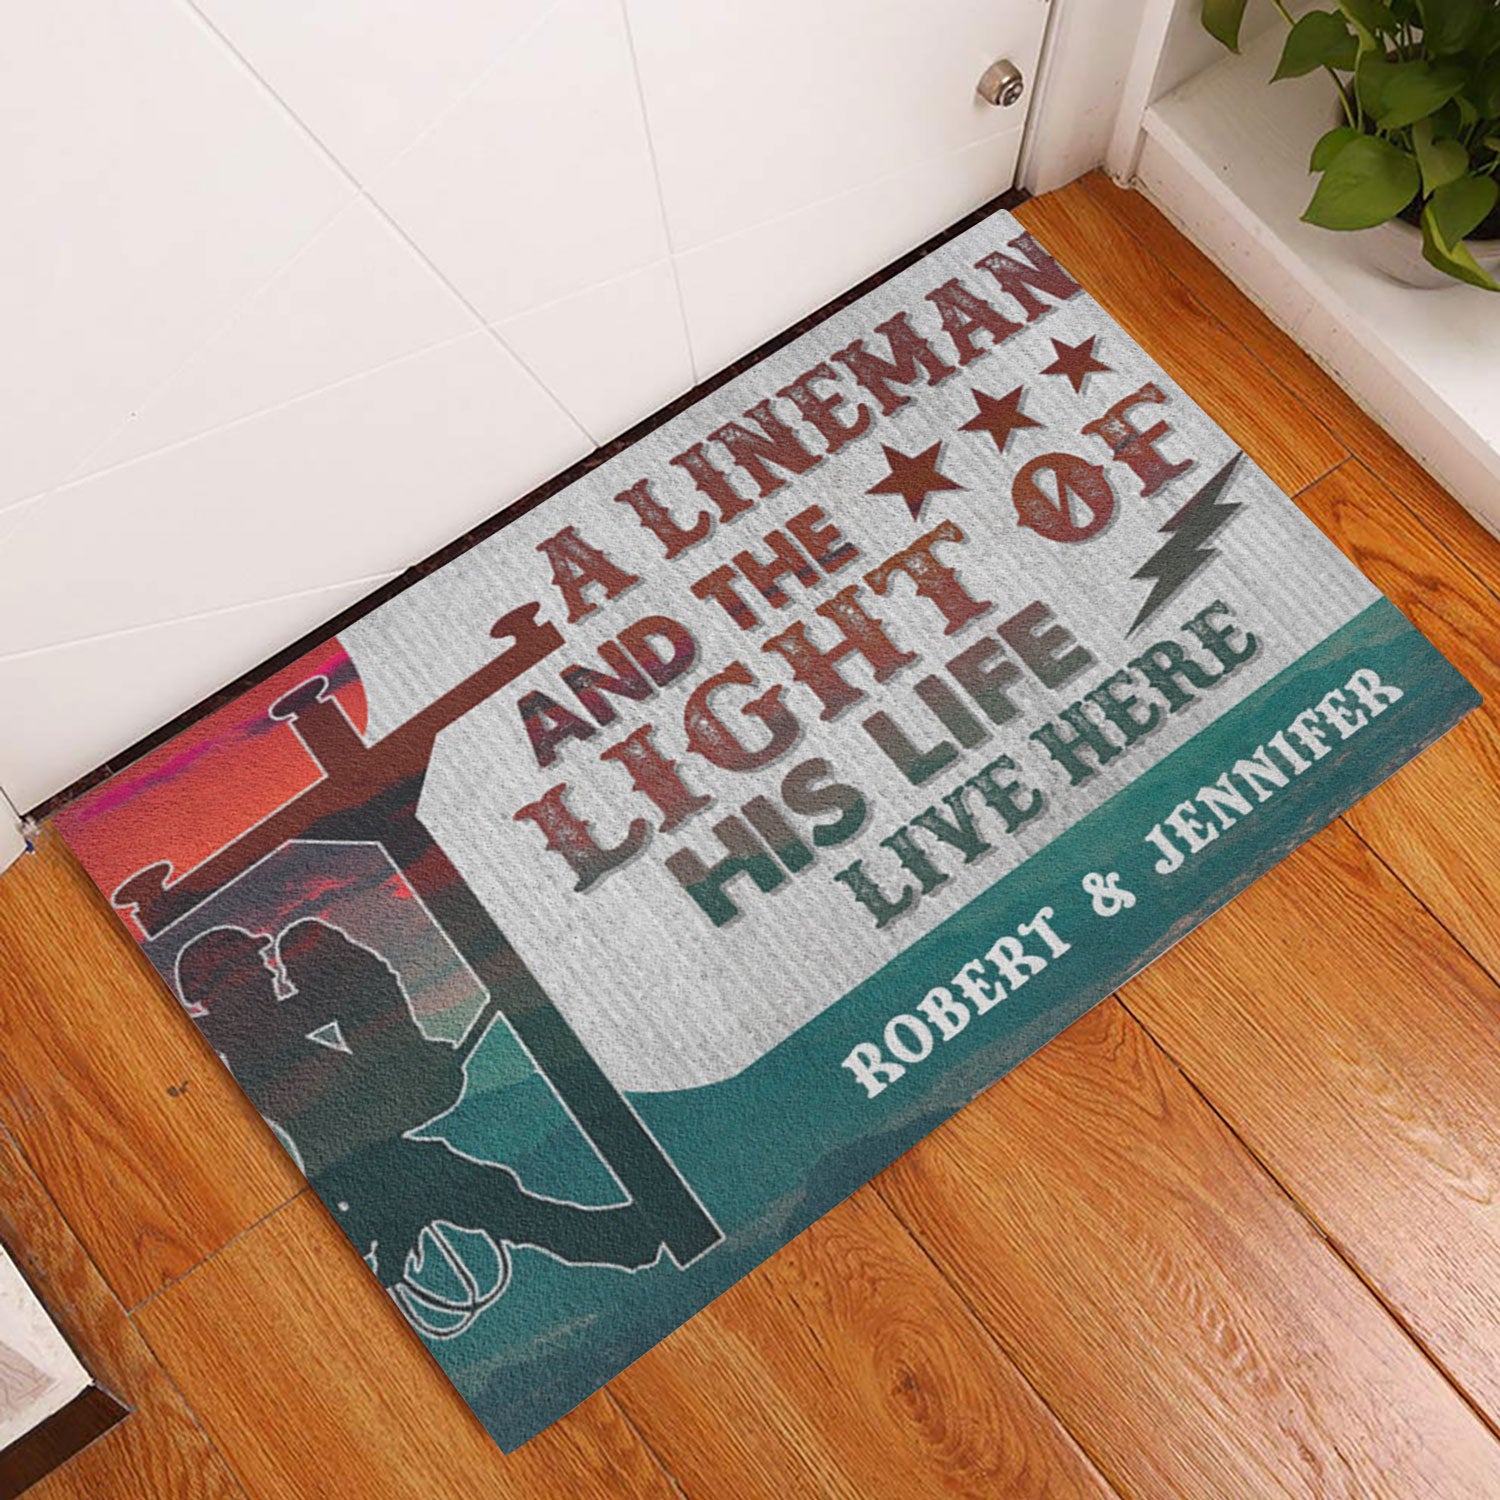 A LINEMAN
AND THE
LIGHT OF
HIS LIFE
LIVE HERE
ROBERT & JENNIFER